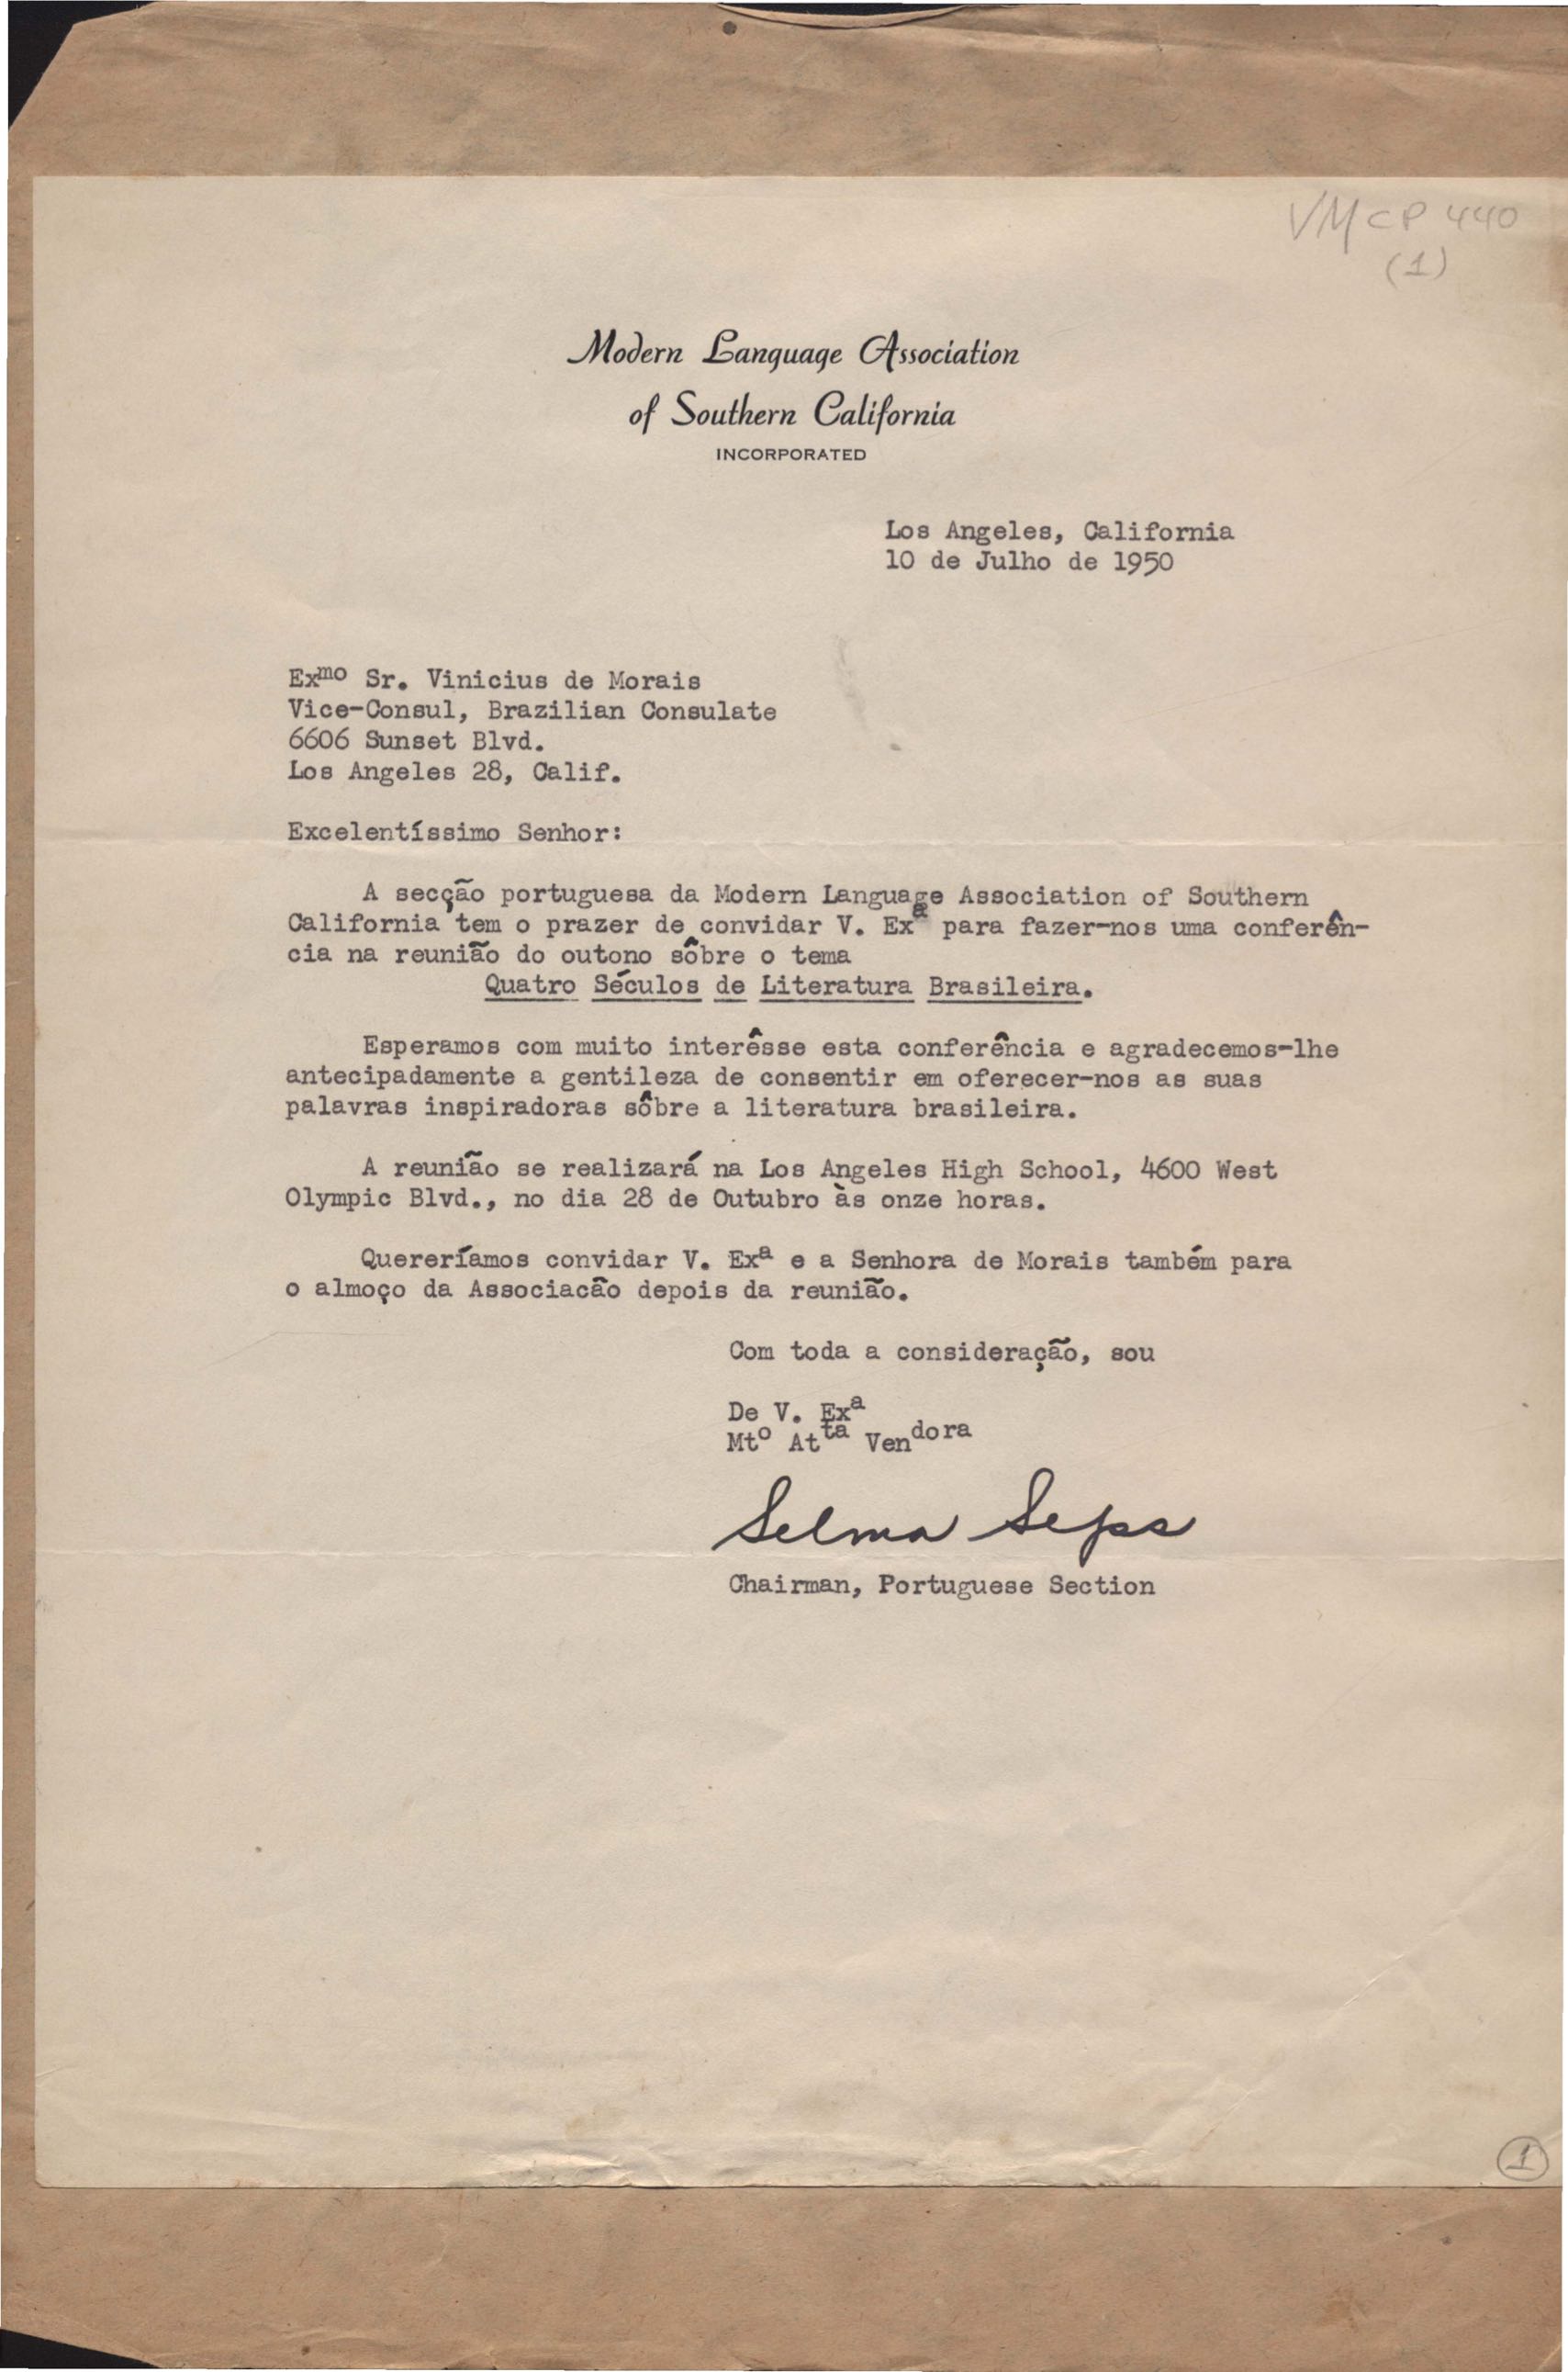 VMCP 440
(1)
Modern Language Association
of Southern California
INCORPORATED
Los Angeles, California
10 de Julho de 1950
Exmo Sr. Vinicius de Morais
Vice-Consul, Brazilian Consulate
6606 Sunset Blvd.
Los Angeles 28, Calif.
Excelentíssimo Senhor:
A secção portuguesa da Modern Language Association of Southern
California tem o prazer de convidar V. Exa para fazer-nos uma conferên-
cia na reunião do outono sôbre o tema
Quatro Séculos de Literatura Brasileira.
Esperamos com muito interêsse esta conferência e agradecemos-lhe
antecipadamente a gentileza de consentir em oferecer-nos as suas
palavras inspiradoras sôbre a literatura brasileira.
A reunião se realizará na Los Angeles High School, 4600 West
Olympic Blvd., no dia 28 de Outubro às onze horas.
Quereríamos convidar V. Exa e a Senhora de Morais também para
o almoço da Associacão depois da reunião.
Com toda a consideração, sou
De V. Exa
Mto Atta Vendora
Selma
Chairman, Portuguese Section
1